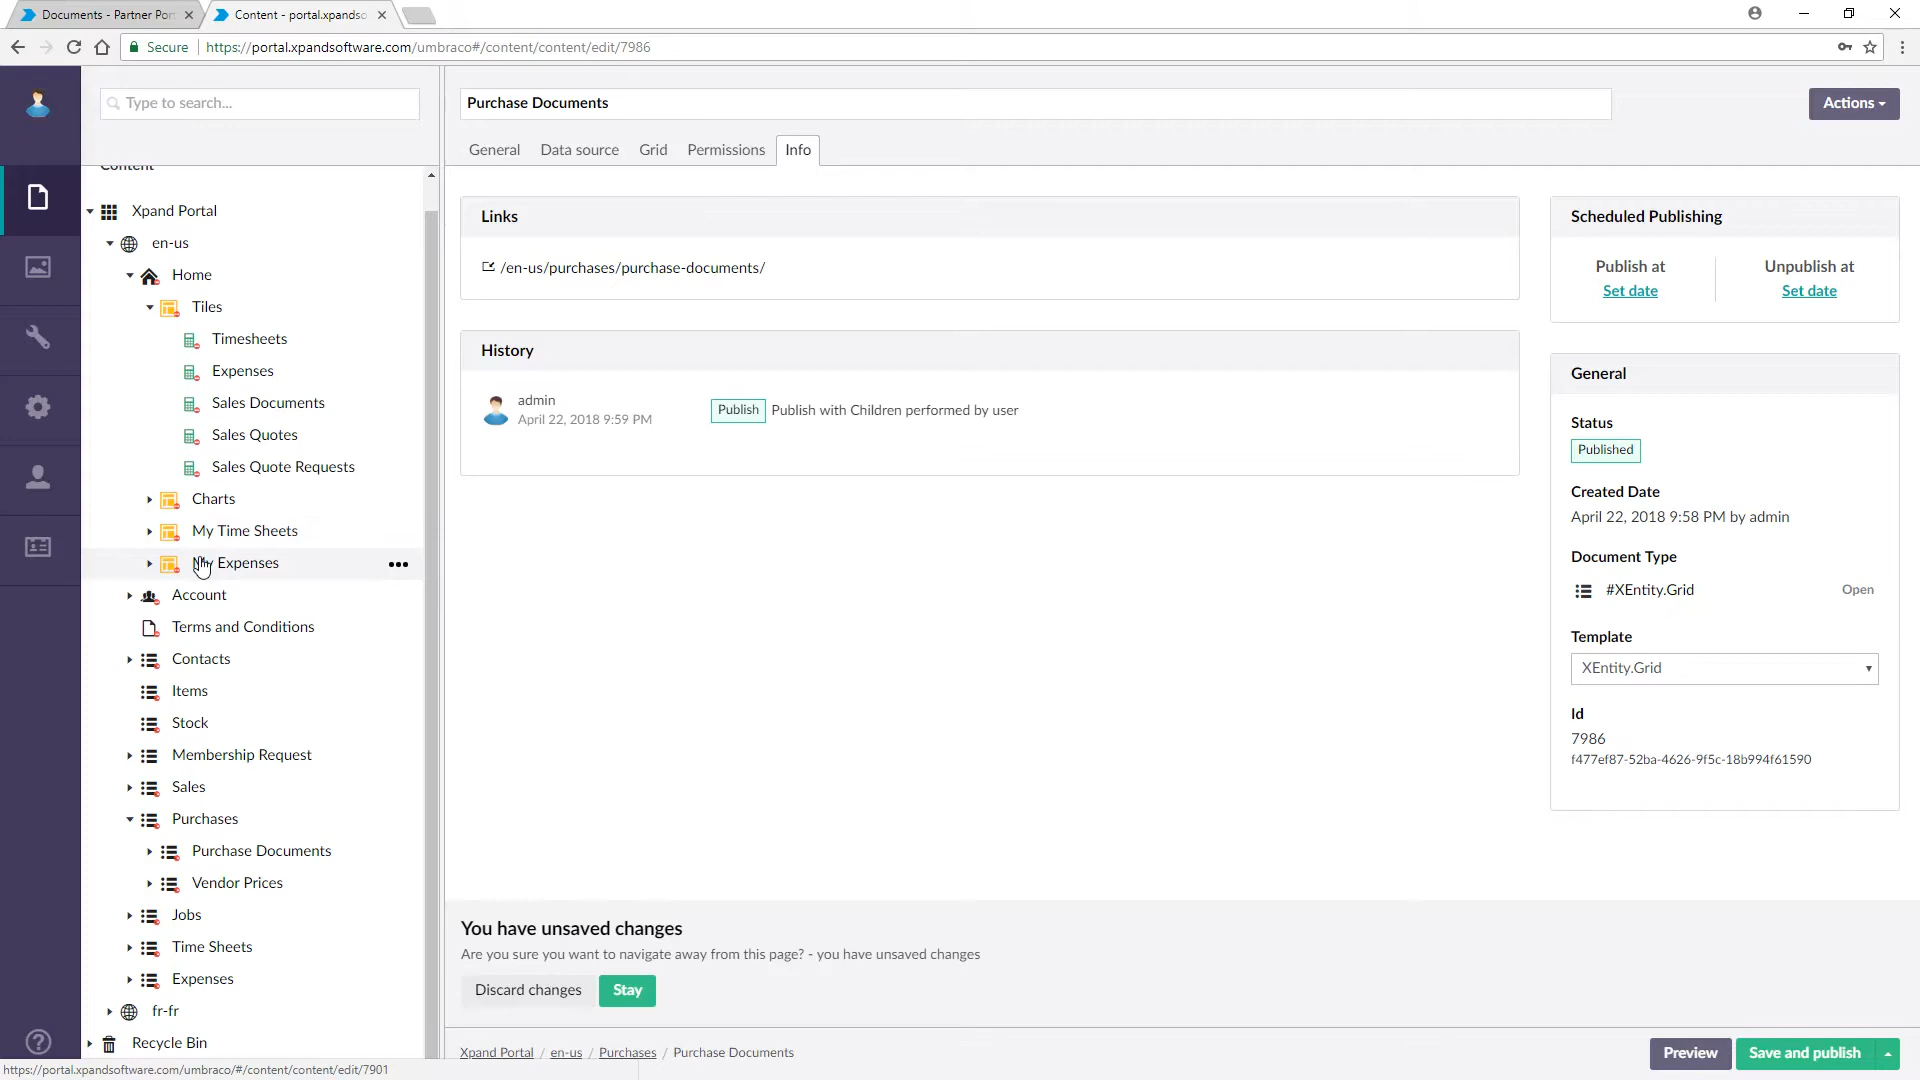 Documents - Partner Por
Content - portal.xpandso
Secure
https://portal.xpandsoftware.com/umbraco#/content/content/edit/7986
Type to search...
Purchase Documents
Actions
General
Data source
Grid
Permissions
Info
Content
Xpand Portal
en-us
Home
Tiles
Timesheets
Expenses
Sales Documents
Sales Quotes
Sales Quote Requests
Charts
My Time Sheets
My Expenses
•••
Account
Terms and Conditions
Contacts
Items
Stock
Membership Request
Sales
Purchases
Purchase Documents
Vendor Prices
Jobs
Time Sheets
Expenses
fr-fr
Recycle Bin
https://portal.xpandsoftware.com/umbraco/#/content/content/edit/7901
Links
/en-us/purchases/purchase-documents/
History
admin
April 22, 2018 9:59 PM
Publish
Publish with Children performed by user
Scheduled Publishing
Publish at
Set date
Unpublish at
Set date
General
Status
Published
Created Date
April 22, 2018 9:58 PM by admin
Document Type
#XEntity.Grid
Open
Template
XEntity.Grid
Id
7986
f477ef87-52ba-4626-9f5c-18b994f61590
You have unsaved changes
Are you sure you want to navigate away from this page? - you have unsaved changes
Discard changes
Stay
Xpand Portal / en-us / Purchases / Purchase Documents
Preview
Save and publish